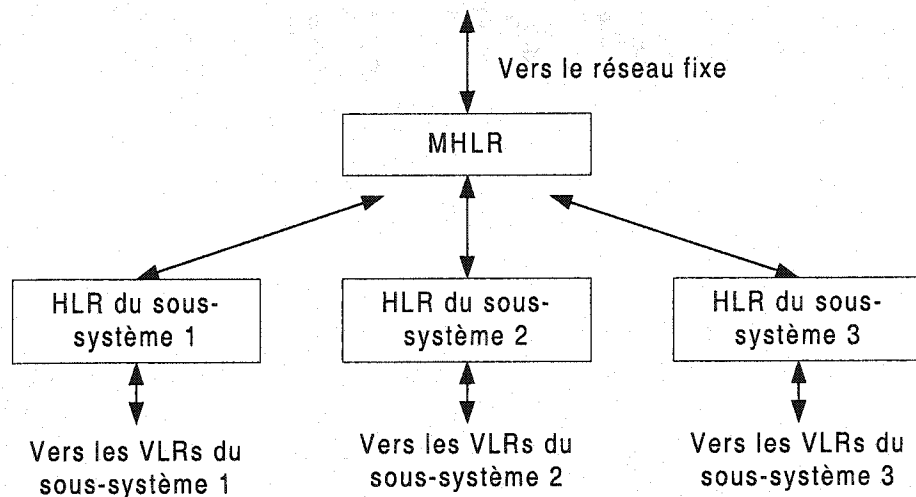 Vers le réseau fixe
MHLR
HLR du sous-
système 1
HLR du sous-
système 2
HLR du sous-
système 3
Vers les VLRs du
sous-système 1
Vers les VLRs du
sous-système 2
Vers les VLRs du
sous-système 3